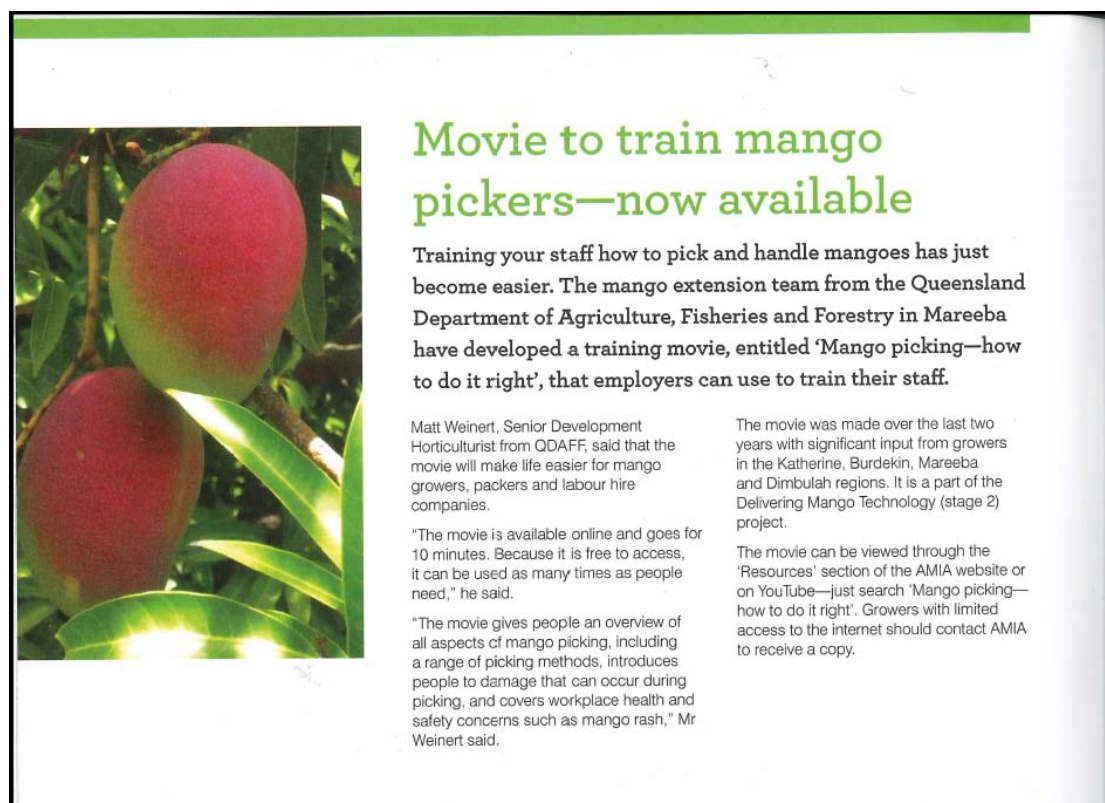 Movie to train mango
pickers—now available
Training your staff how to pick and handle mangoes has just
become easier. The mango extension team from the Queensland
Department of Agriculture, Fisheries and Forestry in Mareeba
have developed a training movie, entitled ‘Mango picking—how
to do it right’, that employers can use to train their staff.
Matt Weinert, Senior Development
Horticulturist from QDAFF, said that the
movie will make life easier for mango
growers, packers and labour hire
companies.
"The movie is available online and goes for
10 minutes. Because it is free to access,
it can be used as many times as people
need," he said.
"The movie gives people an overview of
all aspects of mango picking, including
a range of picking methods, introduces
people to damage that can occur during
picking, and covers workplace health and
safety concerns such as mango rash," Mr
Weinert said.
The movie was made over the last two
years with significant input from growers
in the Katherine, Burdekin, Mareeba
and Dimbulah regions. It is a part of the
Delivering Mango Technology (stage 2)
project.
The movie can be viewed through the
'Resources' section of the AMIA website or
on YouTube—just search 'Mango picking—
how to do it right'. Growers with limited
access to the internet should contact AMIA
to receive a copy.